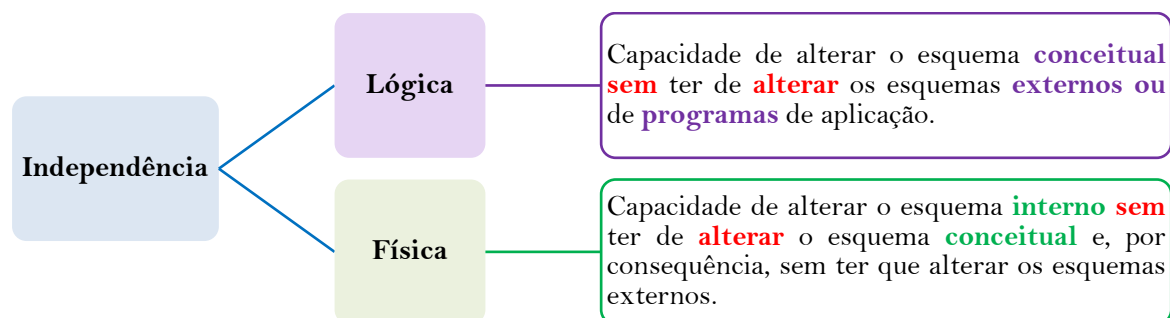 Independência
Lógica
Capacidade de alterar o esquema conceitual
sem ter de alterar os esquemas externos ou
de programas de aplicação.
Física
Capacidade de alterar o esquema interno sem
ter de alterar o esquema conceitual e, por
consequência, sem ter que alterar os esquemas
externos.